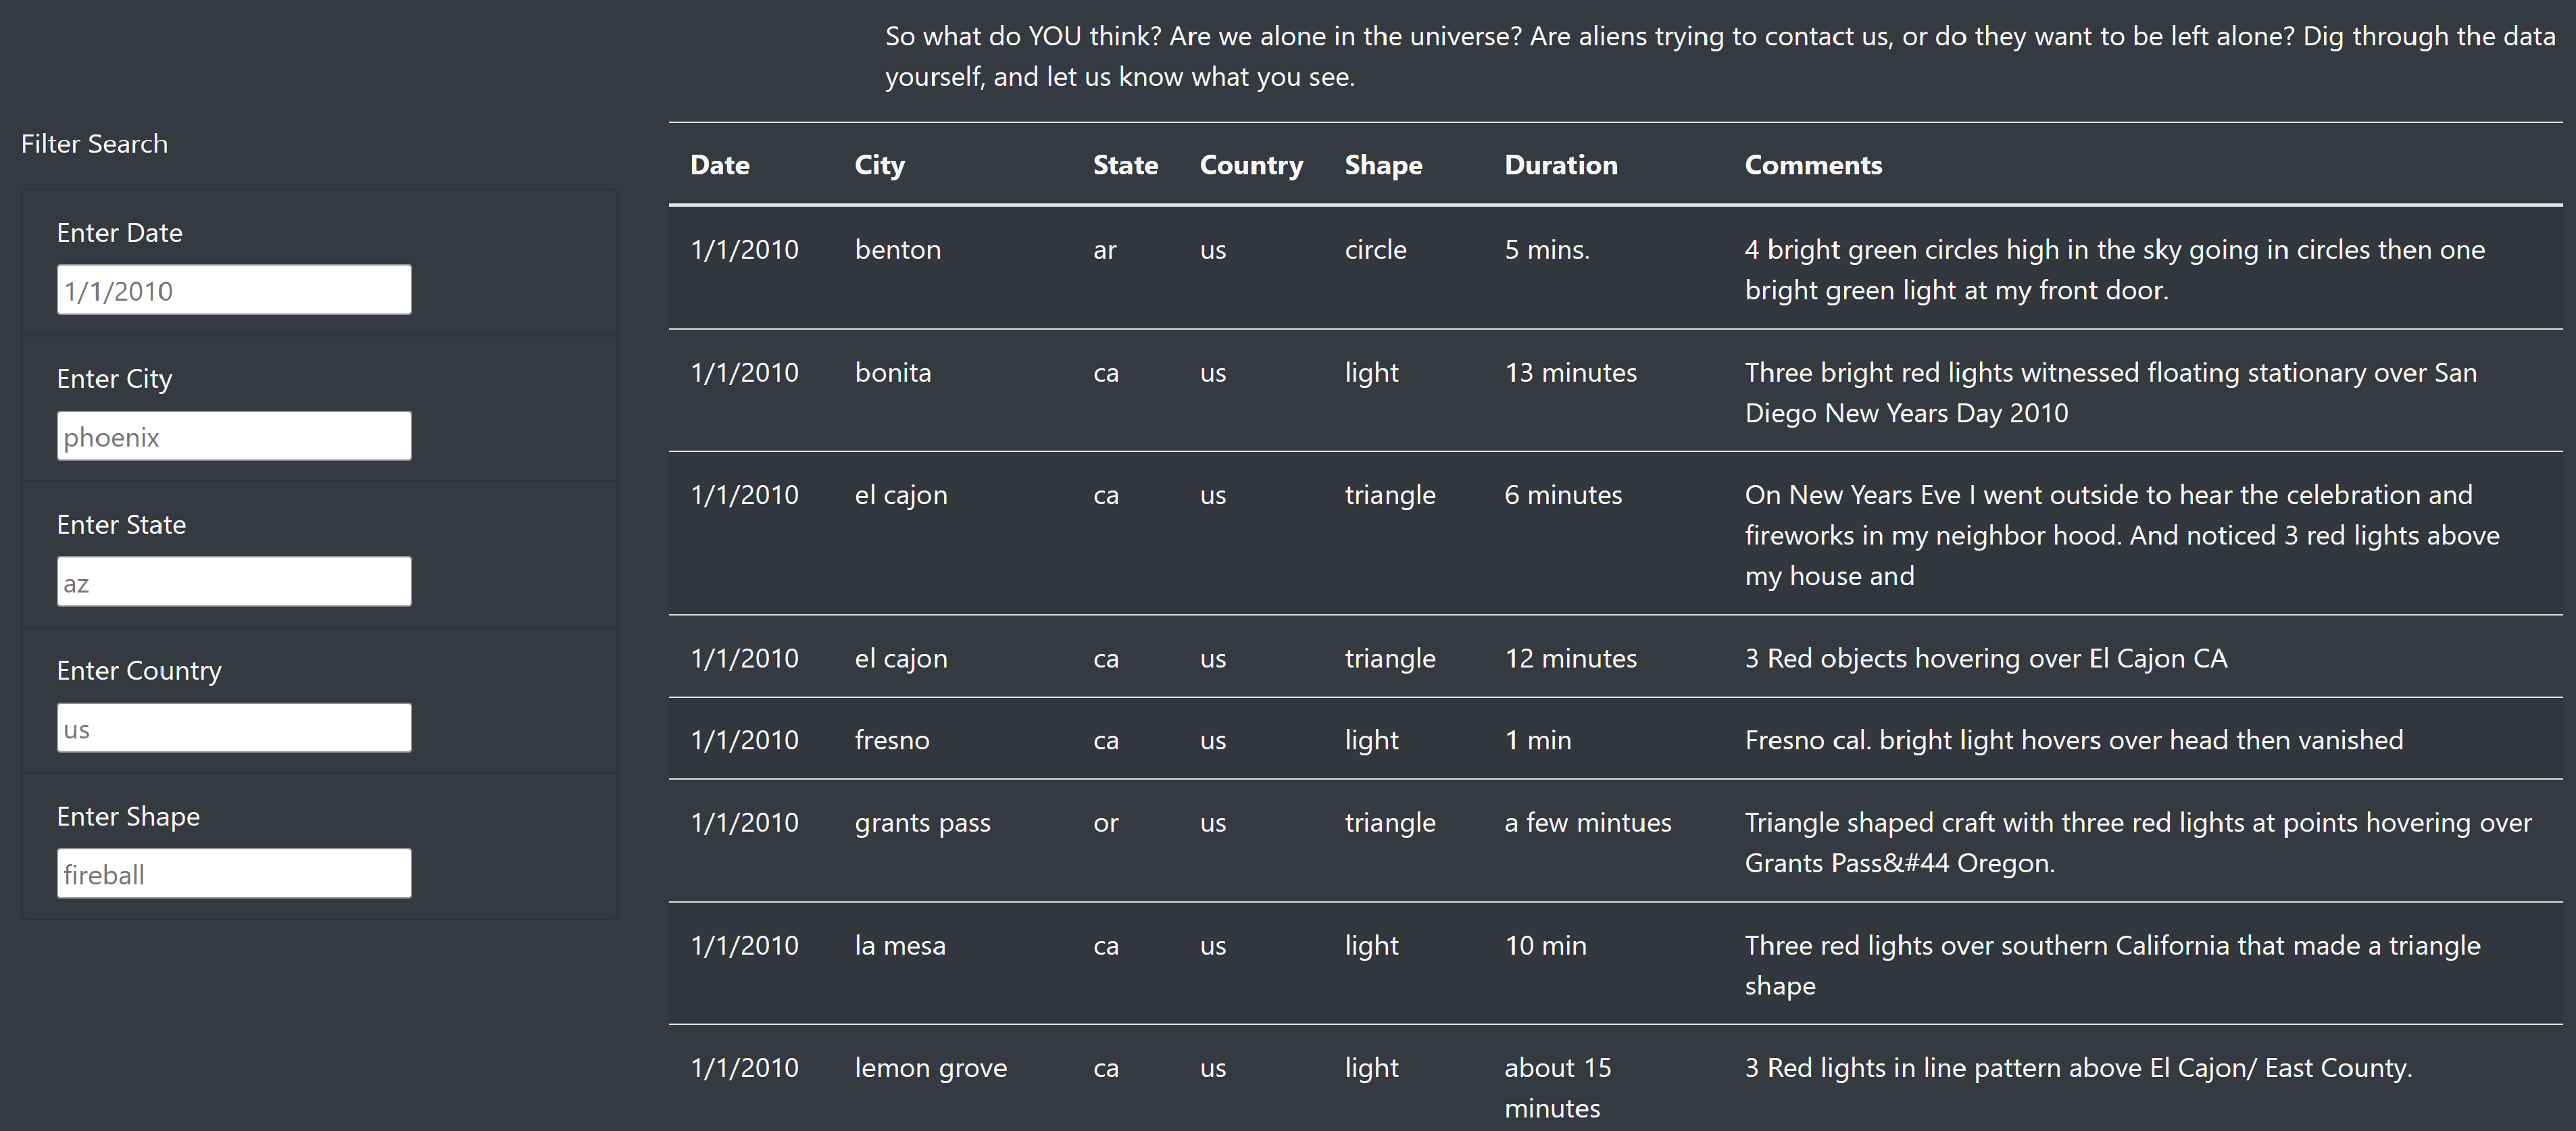 So what do YOU think? Are we alone in the universe? Are aliens trying to contact us, or do they want to be left alone? Dig through the data
yourself, and let us know what you see.
Filter Search
Enter Date
1/1/2010
Enter City
phoenix
Enter State
az
Enter Country
us
Enter Shape
fireball
Date City State Country Shape Duration Comments
1/1/2010 benton ar us circle 5 mins. 4 bright green circles high in the sky going in circles then one
bright green light at my front door.
1/1/2010 bonita ca us light 13 minutes Three bright red lights witnessed floating stationary over San
Diego New Years Day 2010
1/1/2010 el cajon ca us triangle 6 minutes On New Years Eve I went outside to hear the celebration and
fireworks in my neighbor hood. And noticed 3 red lights above
my house and
1/1/2010 el cajon ca us triangle 12 minutes 3 Red objects hovering over El Cajon CA
1/1/2010 fresno ca us light 1 min Fresno cal. bright light hovers over head then vanished
1/1/2010 grants pass or us triangle a few mintues Triangle shaped craft with three red lights at points hovering over
Grants Pass&#44 Oregon.
1/1/2010 la mesa ca us light 10 min Three red lights over southern California that made a triangle
shape
1/1/2010 lemon grove ca us light about 15 3 Red lights in line pattern above El Cajon/ East County.
minutes